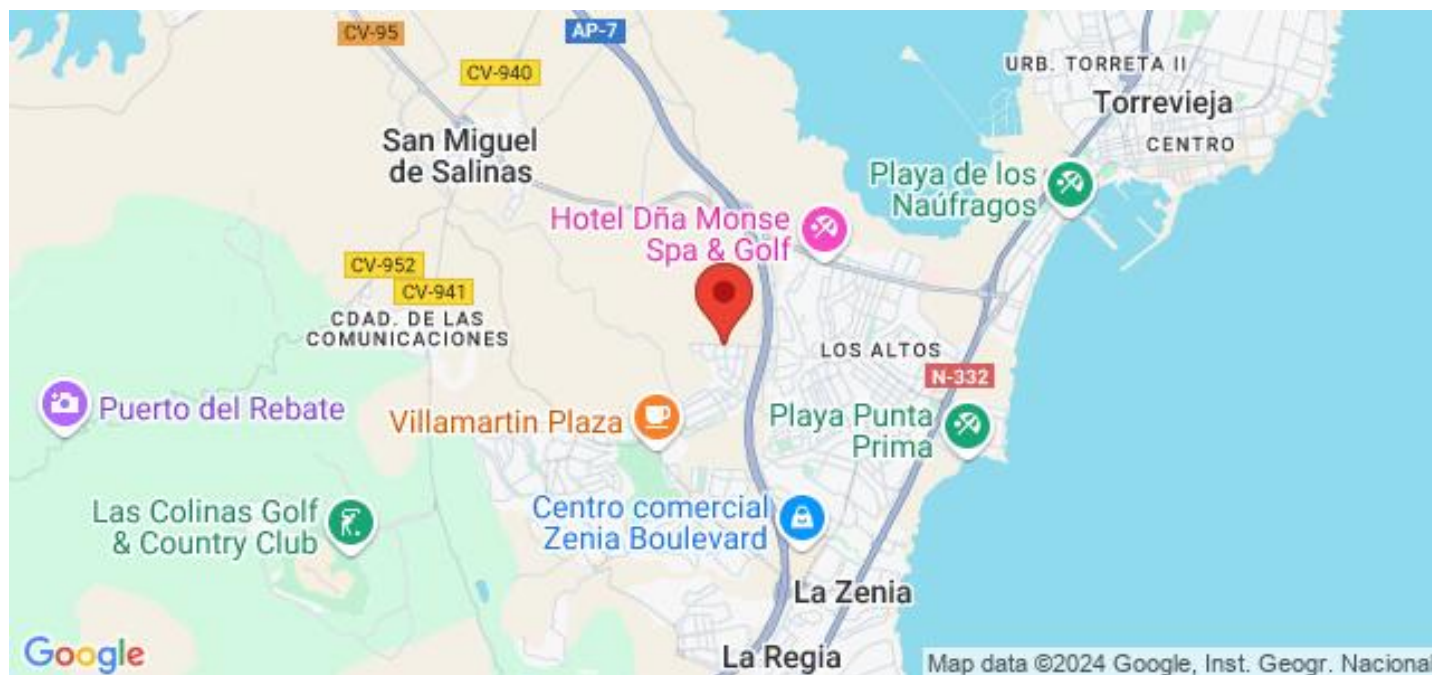 CV-95
AP-7
CV-940
URB. TORRETA II
Torrevieja
CENTRO
San Miguel
de Salinas
Playa de los
Naúfragos
Hotel Dña Monse
Spa & Golf
CV-952
CV-941
CDAD. DE LAS
COMUNICACIONES
LOS ALTOS
N-332
Puerto del Rebate
Villamartin Plaza
Playa Punta
Prima
Las Colinas Golf
& Country Club
Centro comercial
Zenia Boulevard
La Zenia
La Regia
Google
Map data ©2024 Google, Inst. Geogr. Nacional